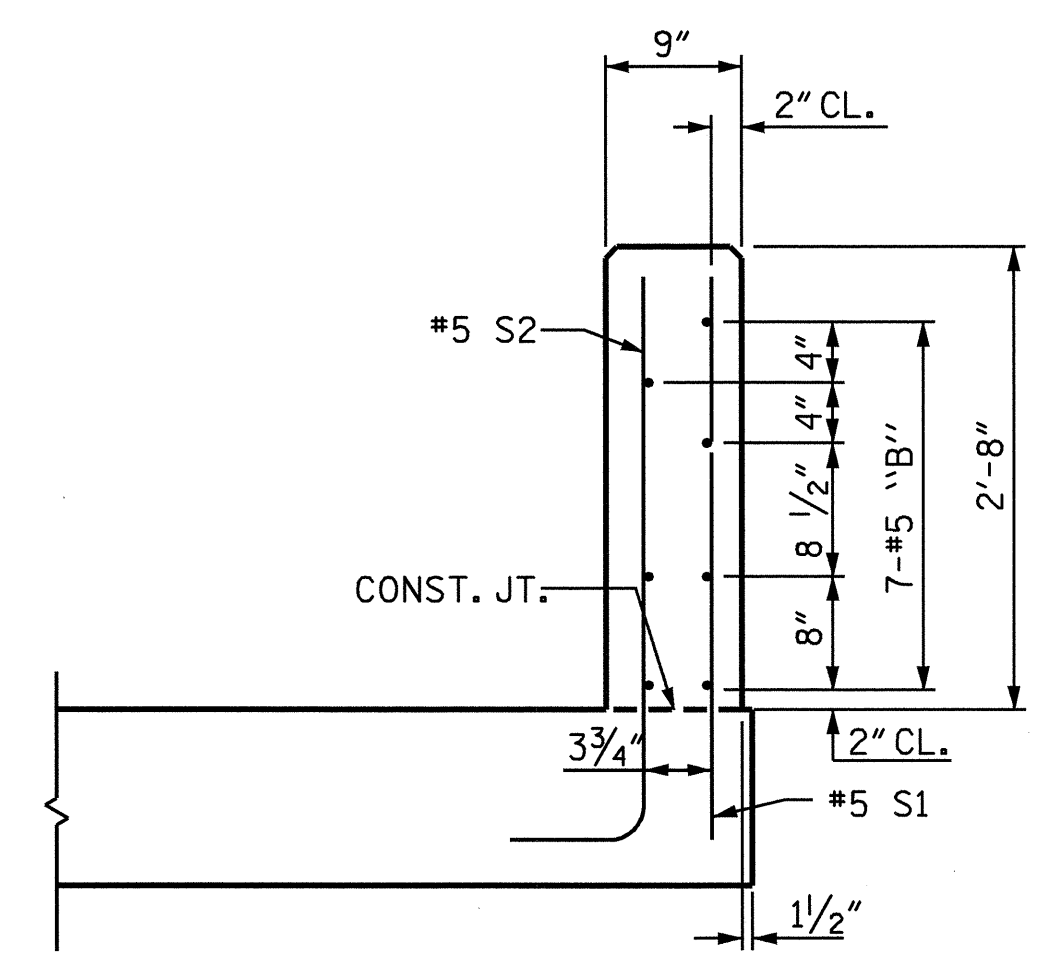 9"
2" CL.
#5 S2
4"
4"
8 1/2"
7-#5 "B"
2'-8"
CONST. JT.
8"
3 3/4"
2" CL.
#5 S1
1 1/2"